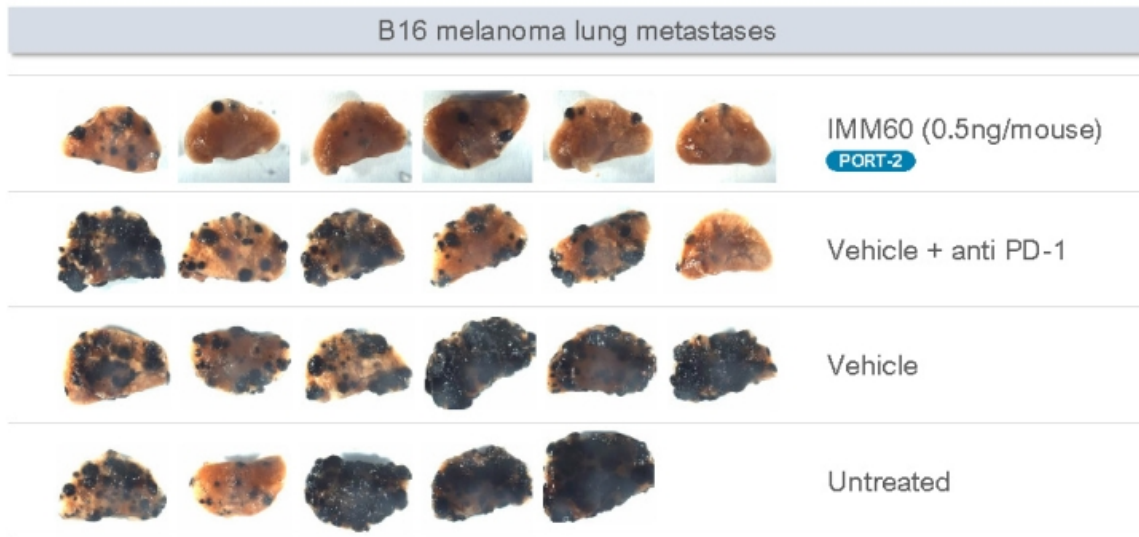 B16 melanoma lung metastases
IMM60 (0.5ng/mouse)
PORT-2
Vehicle + anti PD-1
Vehicle
Untreated